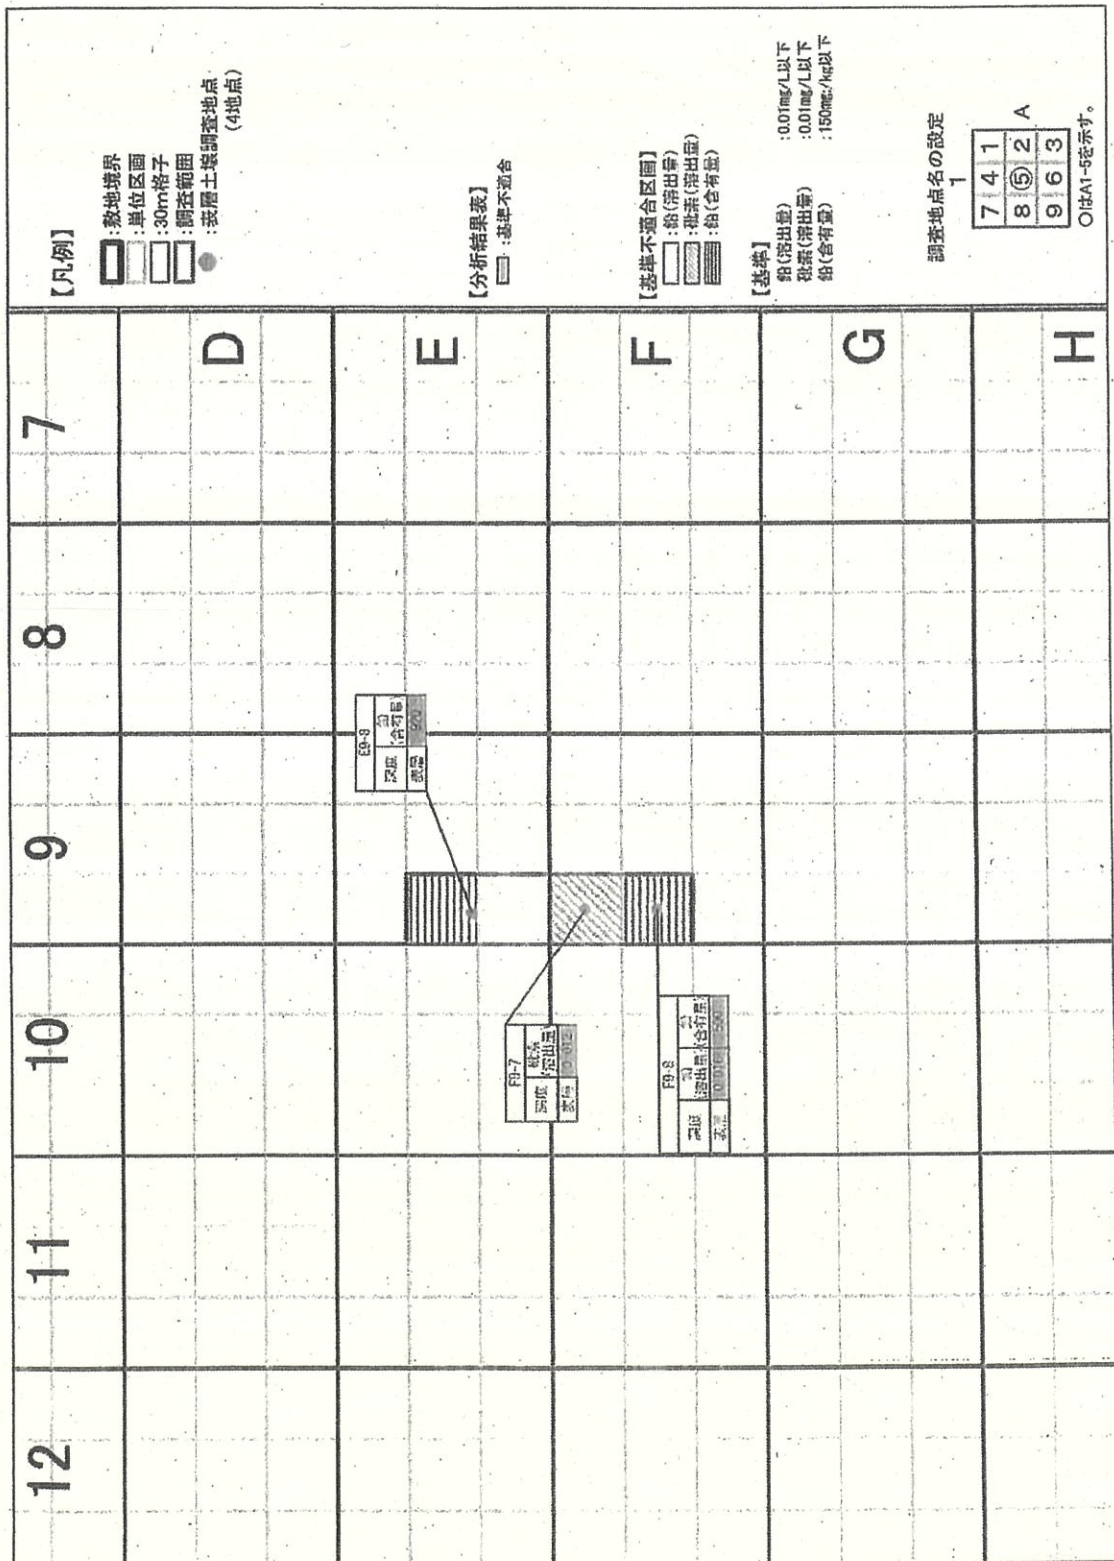 12
11
10
9
8
7
D
E
F
G
H
E9-8
深度
鉛
(含有量)
表層
F9-7
深度
砒素
(溶出量)
表層
0.012
F9-8
深度
鉛
(溶出量)
(含有量)
表層
【凡例】
:敷地境界
:単位区画
:30m格子
:調査範囲
:表層土壌調査地点
(4地点)
【分析結果表】
:基準不適合
【基準不適合区画】
:鉛(溶出量)
:砒素(溶出量)
:鉛(含有量)
【基準】
鉛(溶出量) :0.01mg/L以下
砒素(溶出量) :0.01mg/L以下
鉛(含有量) :150mg/kg以下
調査地点名の設定
1
7 4 1
8 ⑤ 2 A
9 6 3
○はA1-5を示す。